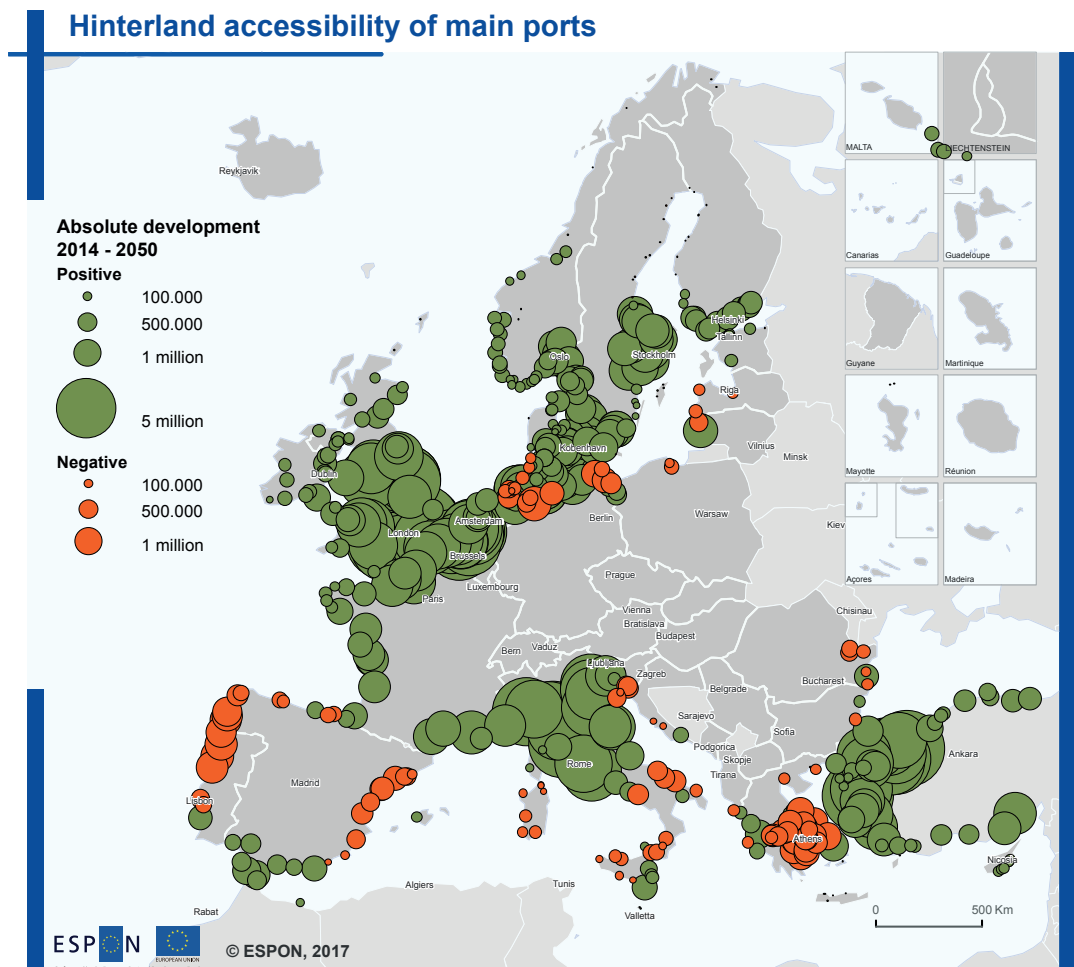 Hinterland accessibility of main ports
MALTA
LIECHTENSTEIN
Reykjavik
Canarias
Guadeloupe
Absolute development
2014 - 2050
Positive
100.000
500.000
1 million
5 million
Negative
100.000
500.000
1 million
Guyane
Martinique
Mayotte
Réunion
Açores
Madeira
Helsinki
Tallinn
Oslo
Stockholm
Riga
København
Vilnius
Minsk
Dublin
Amsterdam
London
Berlin
Warsaw
Kiev
Brussels
Luxembourg
Prague
Paris
Vienna
Bratislava
Chisinau
Budapest
Bern
Vaduz
Ljubljana
Zagreb
Bucharest
Belgrade
Sarajevo
Sofia
Podgorica
Skopje
Tirana
Ankara
Rome
Madrid
Lisbon
Athens
Nicosia
Algiers
Tunis
Rabat
Valletta
0
500 Km
ESPON
EUROPEAN UNION
© ESPON, 2017